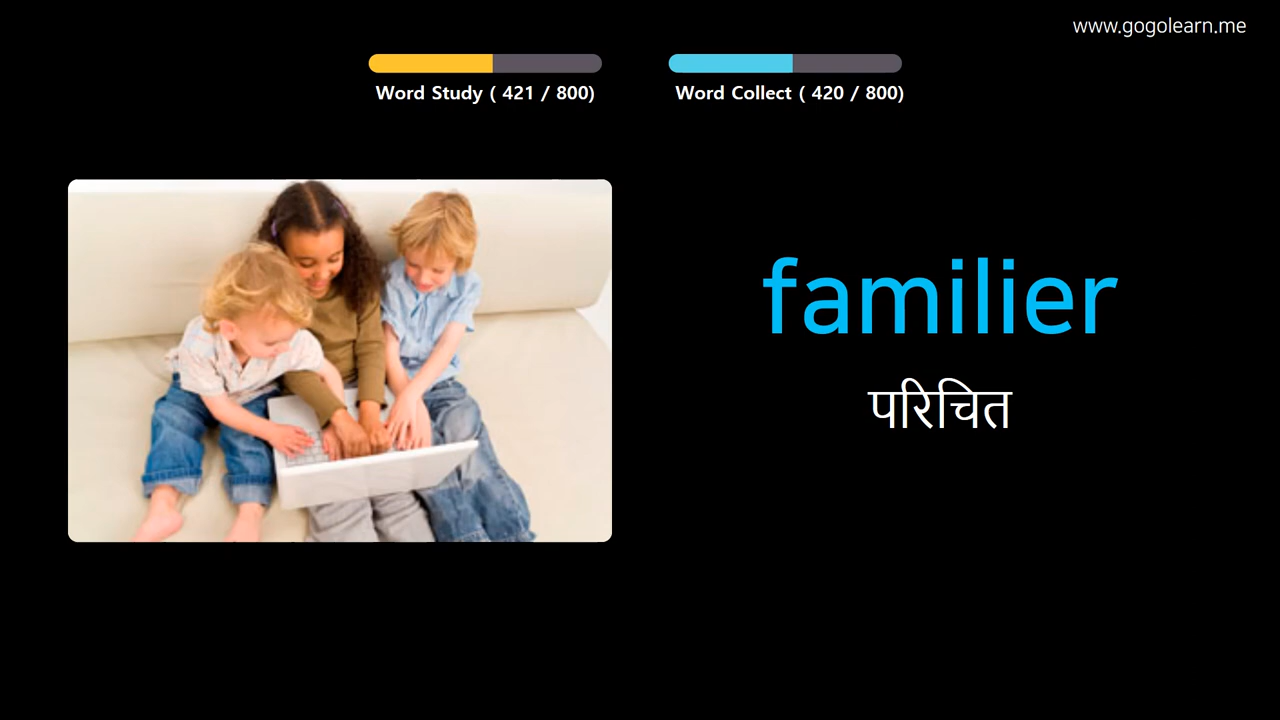 www.gogolearn.me
Word Study ( 421 / 800)
Word Collect ( 420 / 800)
familier
परिचित